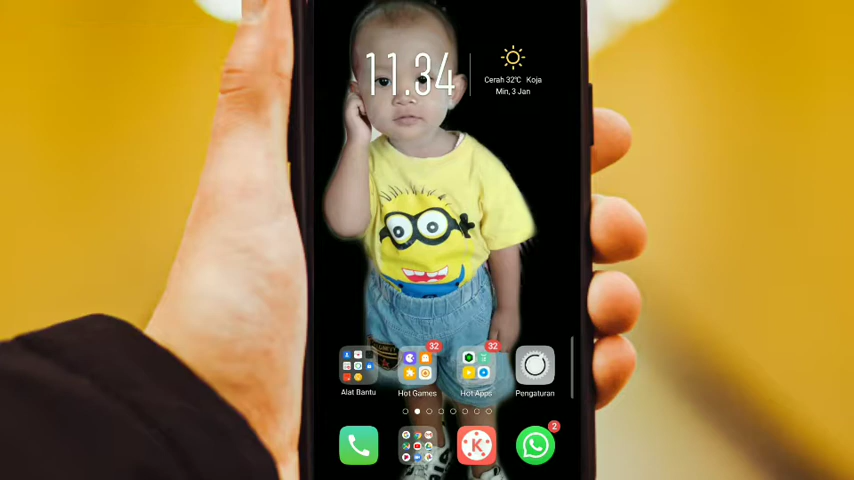 11.34
Cerah 32°C Koja
Min, 3 Jan
32
32
Alat Bantu
Hot Games
Hot Apps
Pengaturan
K
2